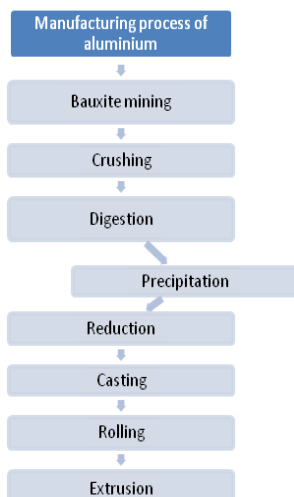 Manufacturing process of
aluminium
Bauxite mining
Crushing
Digestion
Precipitation
Reduction
Casting
Rolling
Extrusion